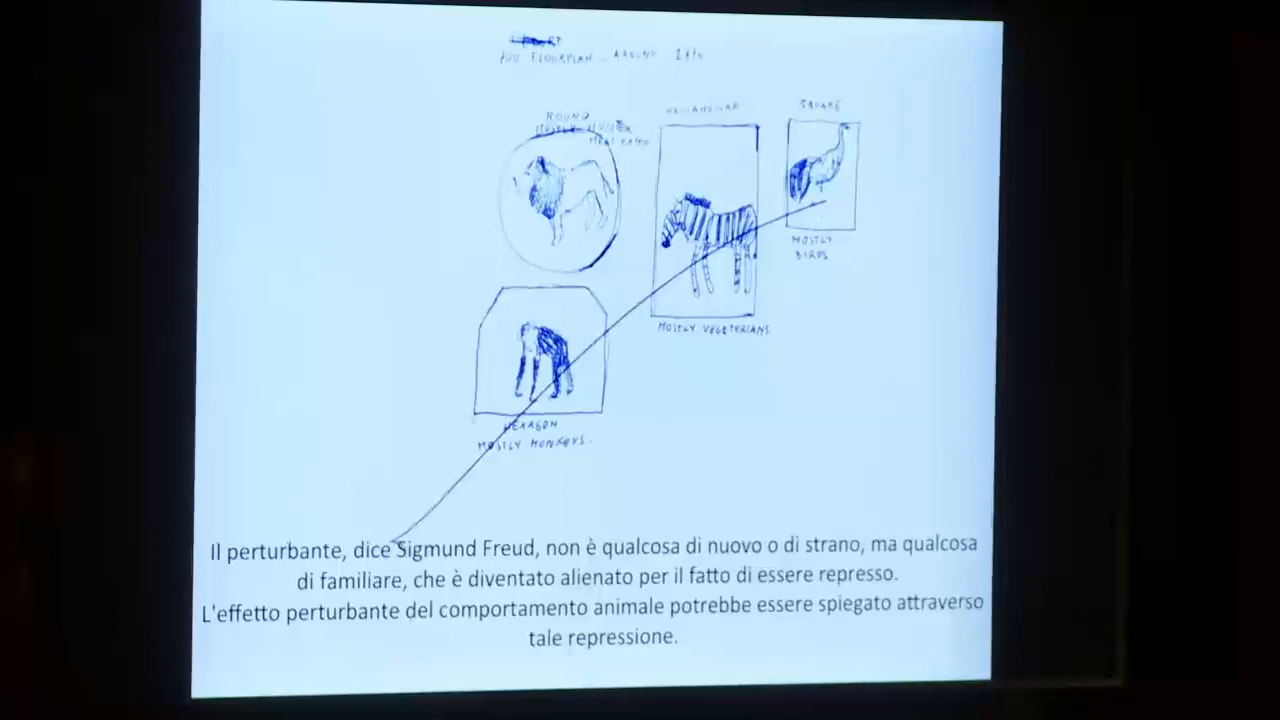 ZOO FLOORPLAN - AROUND
ROUND
MOSTLY
SQUARE
MOSTLY
BIRDS
MOSTLY VEGETERIANS
HEXAGON
MOSTLY MONKEYS.
Il perturbante, dice Sigmund Freud, non è qualcosa di nuovo o di strano, ma qualcosa
di familiare, che è diventato alienato per il fatto di essere represso.
L'effetto perturbante del comportamento animale potrebbe essere spiegato attraverso
tale repressione.